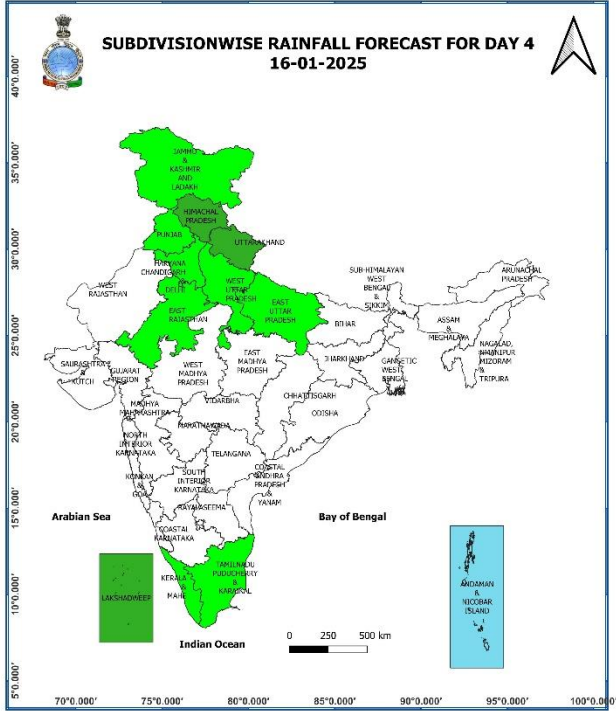 SUBDIVISIONWISE RAINFALL FORECAST FOR DAY 4
16-01-2025
40°0.000'
35°0.000'
30°0.000'
25°0.000'
20°0.000'
15°0.000'
10°0.000'
5°0.000'
JAMMU
&
KASHMIR
AND
LADAKH
HIMACHAL
PRADESH
PUNJAB
UTTARAKHAND
HARYANA
CHANDIGARH
&
DELHI
WEST
RAJASTHAN
WEST
UTTAR
PRADESH
EAST
RAJASTHAN
EAST
UTTAR
PRADESH
SUB-HIMALAYAN
WEST
BENGAL
&
SIKKIM
ARUNACHAL
PRADESH
ASSAM
&
MEGHALAYA
NAGALAD,
MANIPUR
MIZORAM
&
TRIPURA
BIHAR
JHARKHAND
GANGETIC
WEST
BENGAL
SAURASHTRA
&
KUTCH
GUJARAT
REGION
WEST
MADHYA
PRADESH
EAST
MADHYA
PRADESH
CHHATTISGARH
ODISHA
MADHYA
MAHARASHTRA
VIDARBHA
MARATHAWADA
NORTH
INTERIOR
KARNATAKA
TELANGANA
KONKAN
&
GOA
SOUTH
INTERIOR
KARNATAKA
COASTAL
ANDHRA
PRADESH
&
YANAM
RAYALASEEMA
COASTAL
KARNATAKA
Arabian Sea
Bay of Bengal
TAMILNADU
PUDUCHERRY
&
KARAIKAL
KERALA
&
MAHE
LAKSHADWEEP
ANDAMAN
&
NICOBAR
ISLAND
Indian Ocean
0 250 500 km
70°0.000' 75°0.000' 80°0.000' 85°0.000' 90°0.000' 95°0.000' 100°0.000'